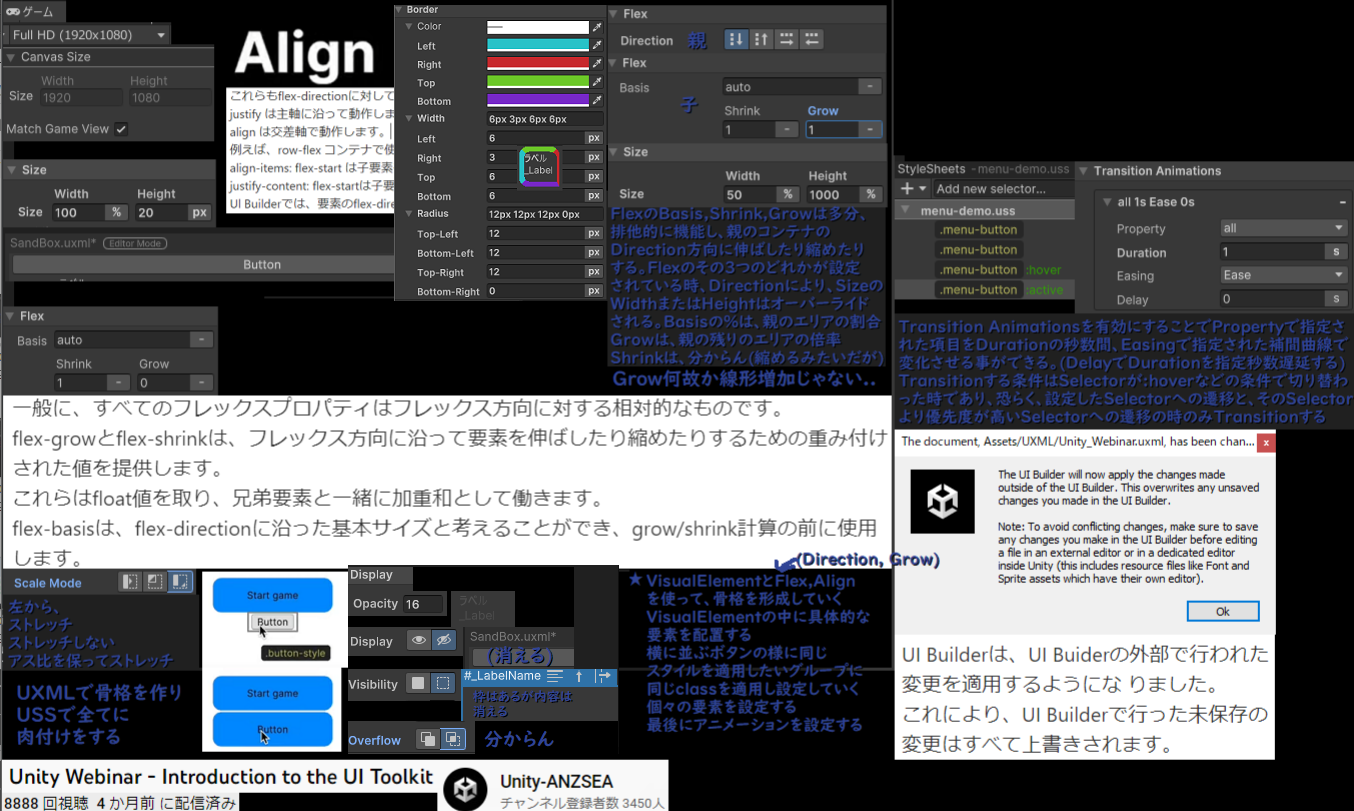 ゲーム
Full HD (1920x1080)
Canvas Size
Width Height
Size 1920 1080
Match Game View
Size
Width Height
Size 100 % 20 px
SandBox.uxml* Editor Mode
Button
Flex
Basis auto
Shrink Grow
1 0
Align
これらもflex-directionに対して
justify は主軸に沿って動作しま
align は交差軸で動作します。
例えば、row-flex コンテナで使
align-items: flex-start は子要素
justify-content: flex-startは子要
UI Builderでは、要素のflex-dire
Border
Color
Left
Right
Top
Bottom
Width 6px 3px 6px 6px
Left 6 px
Right 3 px
Top 6 px
Bottom 6 px
ラベル
_Label
Radius 12px 12px 12px 0px
Top-Left 12 px
Bottom-Left 12 px
Top-Right 12 px
Bottom-Right 0 px
Flex
Direction 親
Flex
Basis auto
子
Shrink Grow
1 1
Size
Width Height
Size 50 % 1000 %
FlexのBasis,Shrink,Growは多分、
排他的に機能し、親のコンテナの
Direction方向に伸ばしたり縮めたり
する。Flexのその3つのどれかが設定
されている時、Directionにより、Sizeの
WidthまたはHeightはオーバーライド
される。Basisの%は、親のエリアの割合
Growは、親の残りのエリアの倍率
Shrinkは、分からん(縮めるみたいだが)
Grow何故か線形増加じゃない..
StyleSheets - menu-demo.uss
Add new selector...
menu-demo.uss
.menu-button
.menu-button
.menu-button :hover
.menu-button :active
Transition Animations
all 1s Ease 0s
Property all
Duration 1 s
Easing Ease
Delay 0 s
Transition Animationsを有効にすることでPropertyで指定さ
れた項目をDurationの秒数間、Easingで指定された補間曲線で
変化させる事ができる。(DelayでDurationを指定秒数遅延する)
Transitionする条件はSelectorが:hoverなどの条件で切り替わ
った時であり、恐らく、設定したSelectorへの遷移と、そのSelector
より優先度が高いSelectorへの遷移の時のみTransitionする
一般に、すべてのフレックスプロパティはフレックス方向に対する相対的なものです。
flex-growとflex-shrinkは、フレックス方向に沿って要素を伸ばしたり縮めたりするための重み付け
された値を提供します。
これらはfloat値を取り、兄弟要素と一緒に加重和として働きます。
flex-basisは、flex-directionに沿った基本サイズと考えることができ、grow/shrink計算の前に使用
します。
The document, Assets/UXML/Unity_Webinar.uxml, has been chan... x
The UI Builder will now apply the changes made
outside of the UI Builder. This overwrites any unsaved
changes you made in the UI Builder.
Note: To avoid conflicting changes, make sure to save
any changes you make in the UI Builder before editing
a file in an external editor or in a dedicated editor
inside Unity (this includes resource files like Font and
Sprite assets which have their own editor).
Ok
UI Builderは、UI Buiderの外部で行われた
変更を適用するようにな りました。
これにより、UI Builderで行った未保存の
変更はすべて上書きされます。
Scale Mode
左から、
ストレッチ
ストレッチしない
アス比を保ってストレッチ
UXMLで骨格を作り
USSで全てに
肉付けをする
Start game
Button
.button-style
Start game
Button
Display
Opacity 16
ラベル
_Label
Display
SandBox.uxml*
(消える)
Visibility
#_LabelName
枠はあるが内容は
消える
Overflow
分からん
(Direction, Grow)
★ VisualElementとFlex,Align
を使って、骨格を形成していく
VisualElementの中に具体的な
要素を配置する
横に並ぶボタンの様に同じ
スタイルを適用したいグループに
同じclassを適用し設定していく
個々の要素を設定する
最後にアニメーションを設定する
Unity Webinar - Introduction to the UI Toolkit
8888 回視聴 4 か月前 に配信済み
Unity-ANZSEA
チャンネル登録者数 3450人